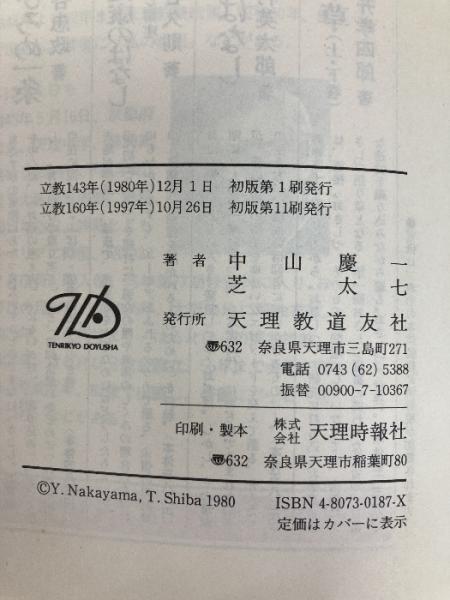 立教143年(1980年)12月1日 初版第1刷発行
立教160年(1997年)10月26日 初版第11刷発行
著者 中山慶一
芝太七
発行所 天理教道友社
〠632 奈良県天理市三島町271
電話 0743(62)5388
振替 00900-7-10367
TENRIKYO DOYUSHA
印刷・製本 株式会社 天理時報社
〠632 奈良県天理市稲葉町80
©Y. Nakayama, T. Shiba 1980
ISBN 4-8073-0187-X
定価はカバーに表示